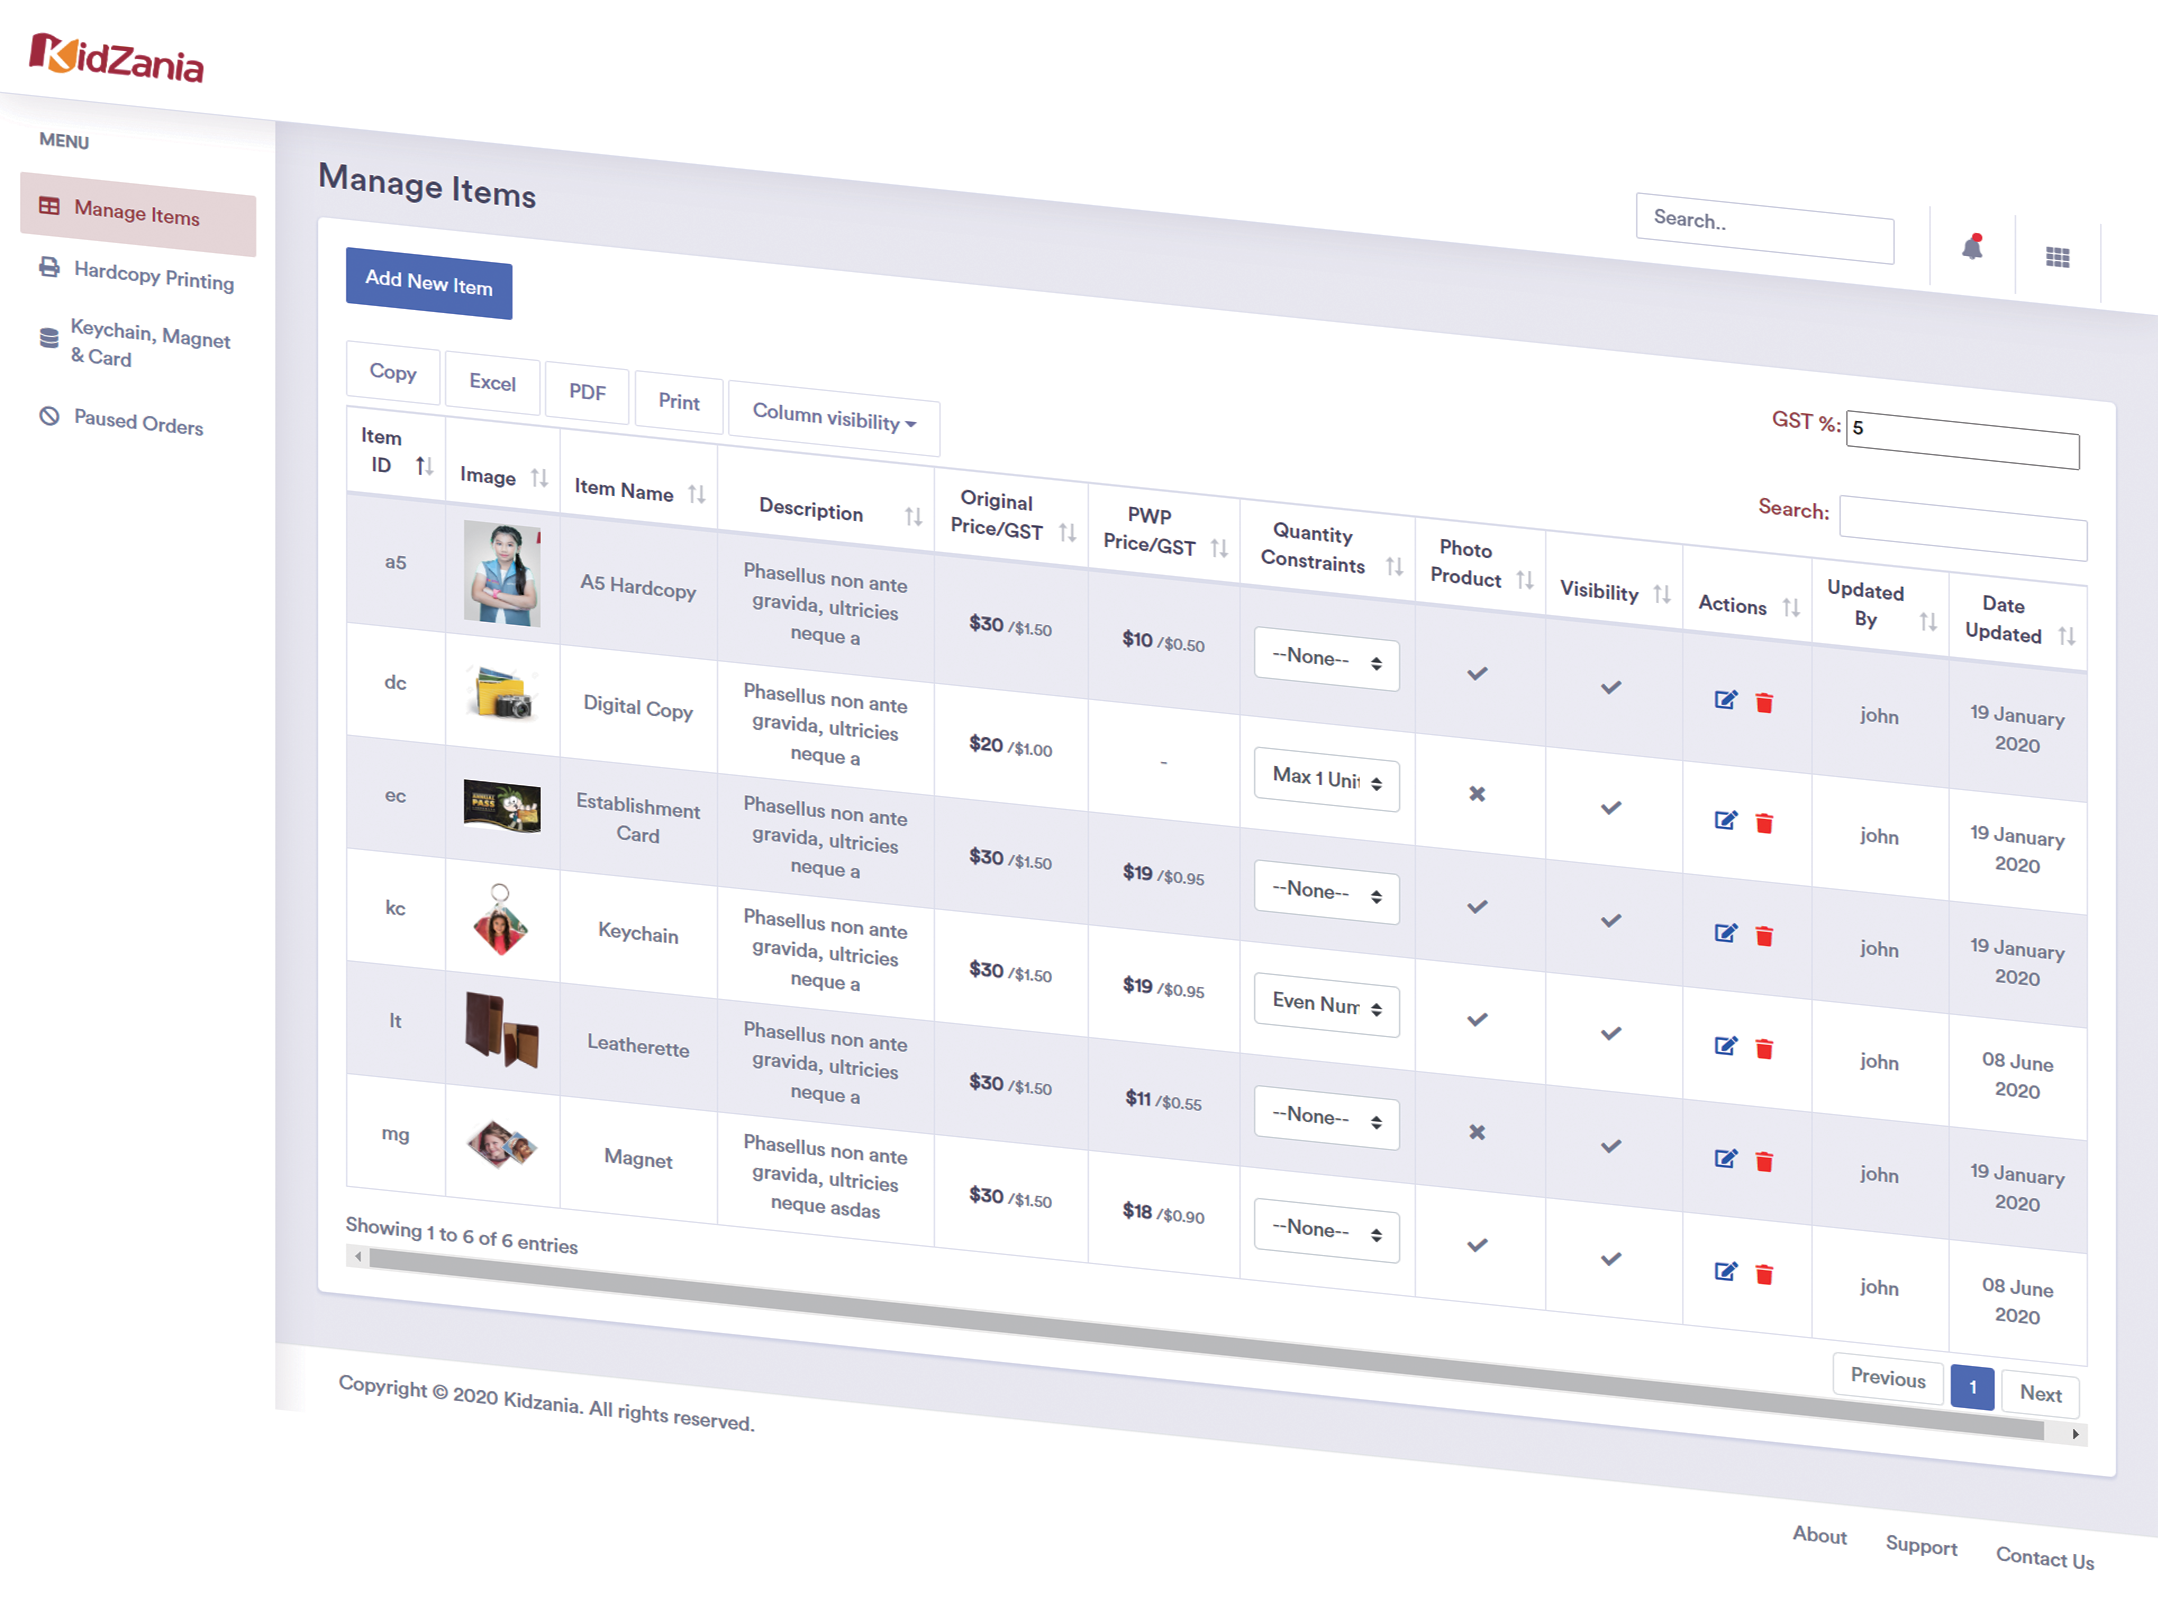 KidZania
MENU
Manage Items
Hardcopy Printing
Keychain, Magnet
& Card
Paused Orders
Manage Items
Search..
Add New Item
Copy
Excel
PDF
Print
Column visibility
GST %:
5
Search:
Item
ID
Image
Item Name
Description
Original
Price/GST
PWP
Price/GST
Quantity
Constraints
Photo
Product
Visibility
Actions
Updated
By
Date
Updated
a5
A5 Hardcopy
Phasellus non ante
gravida, ultricies
neque a
$30 /$1.50
$10 /$0.50
--None--
john
19 January
2020
dc
Digital Copy
Phasellus non ante
gravida, ultricies
neque a
$20 /$1.00
-
Max 1 Unit
john
19 January
2020
ec
ANNUAL
PASS
Establishment
Card
Phasellus non ante
gravida, ultricies
neque a
$30 /$1.50
$19 /$0.95
--None--
john
19 January
2020
kc
Keychain
Phasellus non ante
gravida, ultricies
neque a
$30 /$1.50
$19 /$0.95
Even Num
john
08 June
2020
lt
Leatherette
Phasellus non ante
gravida, ultricies
neque a
$30 /$1.50
$11 /$0.55
--None--
john
19 January
2020
mg
Magnet
Phasellus non ante
gravida, ultricies
neque asdas
$30 /$1.50
$18 /$0.90
--None--
john
08 June
2020
Showing 1 to 6 of 6 entries
Previous
1
Next
Copyright © 2020 Kidzania. All rights reserved.
About
Support
Contact Us